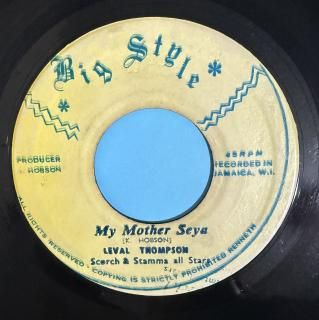 * Big Style *
PRODUCER
HOBSON
45 R.P.M
RECORDED IN
JAMAICA, W.I.
My Mother Seya
[K. HOBSON]
LEVAL THOMPSON
Scorch & Stamma all Stars
ALL RIGHTS RESERVED. COPYING IS STRICTLY PROHIBITED KENNETH